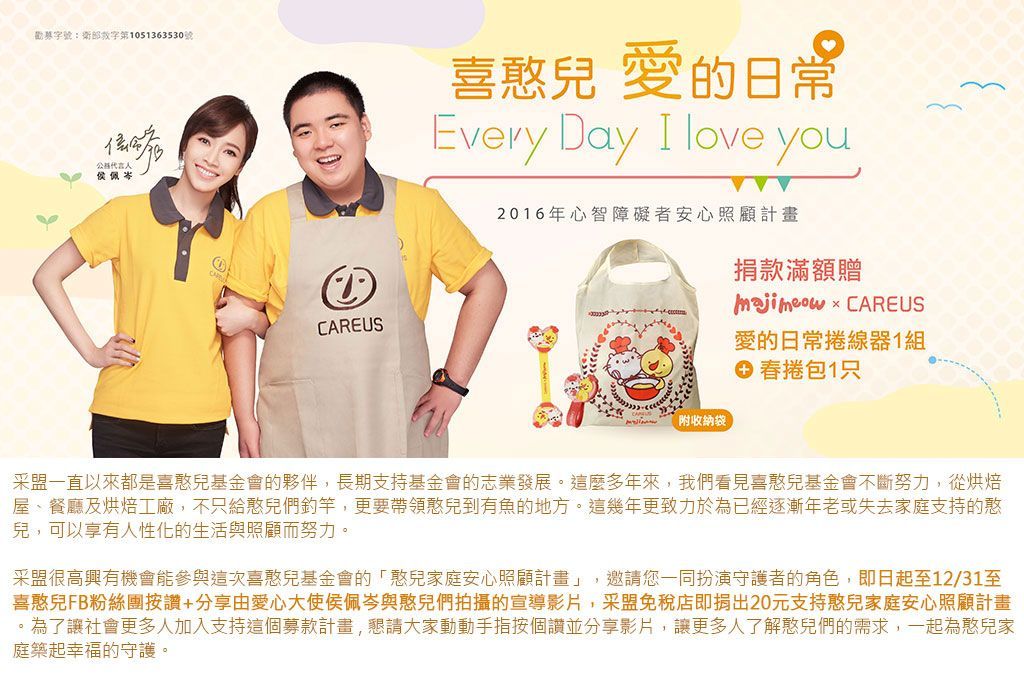 勸募字號：衛部救字第1051363530號
喜憨兒 愛的日常
Every Day I love you
侯佩岑
公益代言人
侯佩岑
2016年心智障礙者安心照顧計畫
捐款滿額贈
majimeow × CAREUS
愛的日常捲線器1組
+ 春捲包1只
CAREUS
CAREUS
majimeow
附收納袋
采盟一直以來都是喜憨兒基金會的夥伴，長期支持基金會的志業發展。這麼多年來，我們看見喜憨兒基金會不斷努力，從烘焙
屋、餐廳及烘焙工廠，不只給憨兒們釣竿，更要帶領憨兒到有魚的地方。這幾年更致力於為已經逐漸年老或失去家庭支持的憨
兒，可以享有人性化的生活與照顧而努力。
采盟很高興有機會能參與這次喜憨兒基金會的「憨兒家庭安心照顧計畫」，邀請您一同扮演守護者的角色，即日起至12/31至
喜憨兒FB粉絲團按讚+分享由愛心大使侯佩岑與憨兒們拍攝的宣導影片，采盟免稅店即捐出20元支持憨兒家庭安心照顧計畫
。為了讓社會更多人加入支持這個募款計畫,懇請大家動動手指按個讚並分享影片，讓更多人了解憨兒們的需求，一起為憨兒家
庭築起幸福的守護。